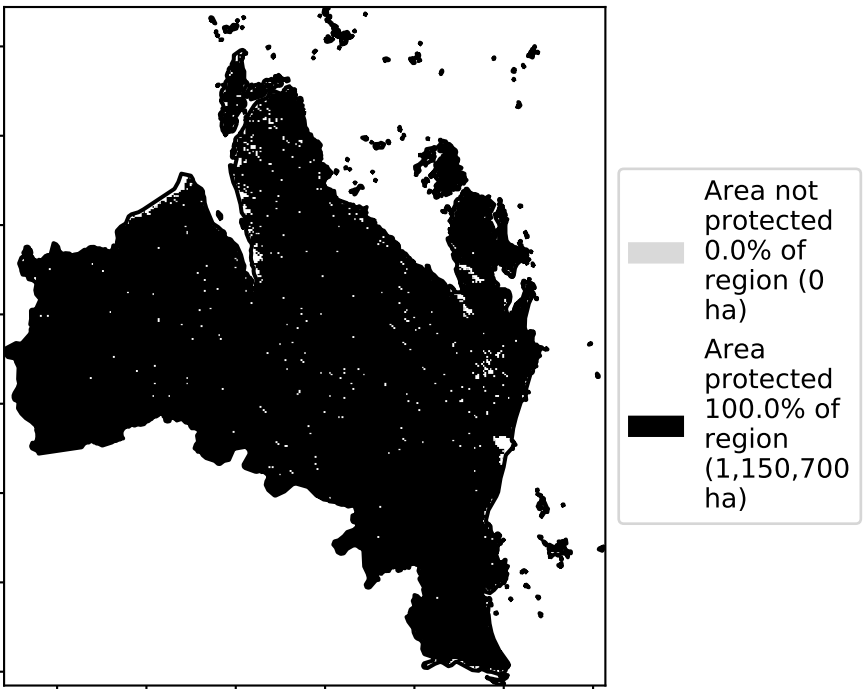 Area not
protected
0.0% of
region (0
ha)
Area
protected
100.0% of
region
(1,150,700
ha)